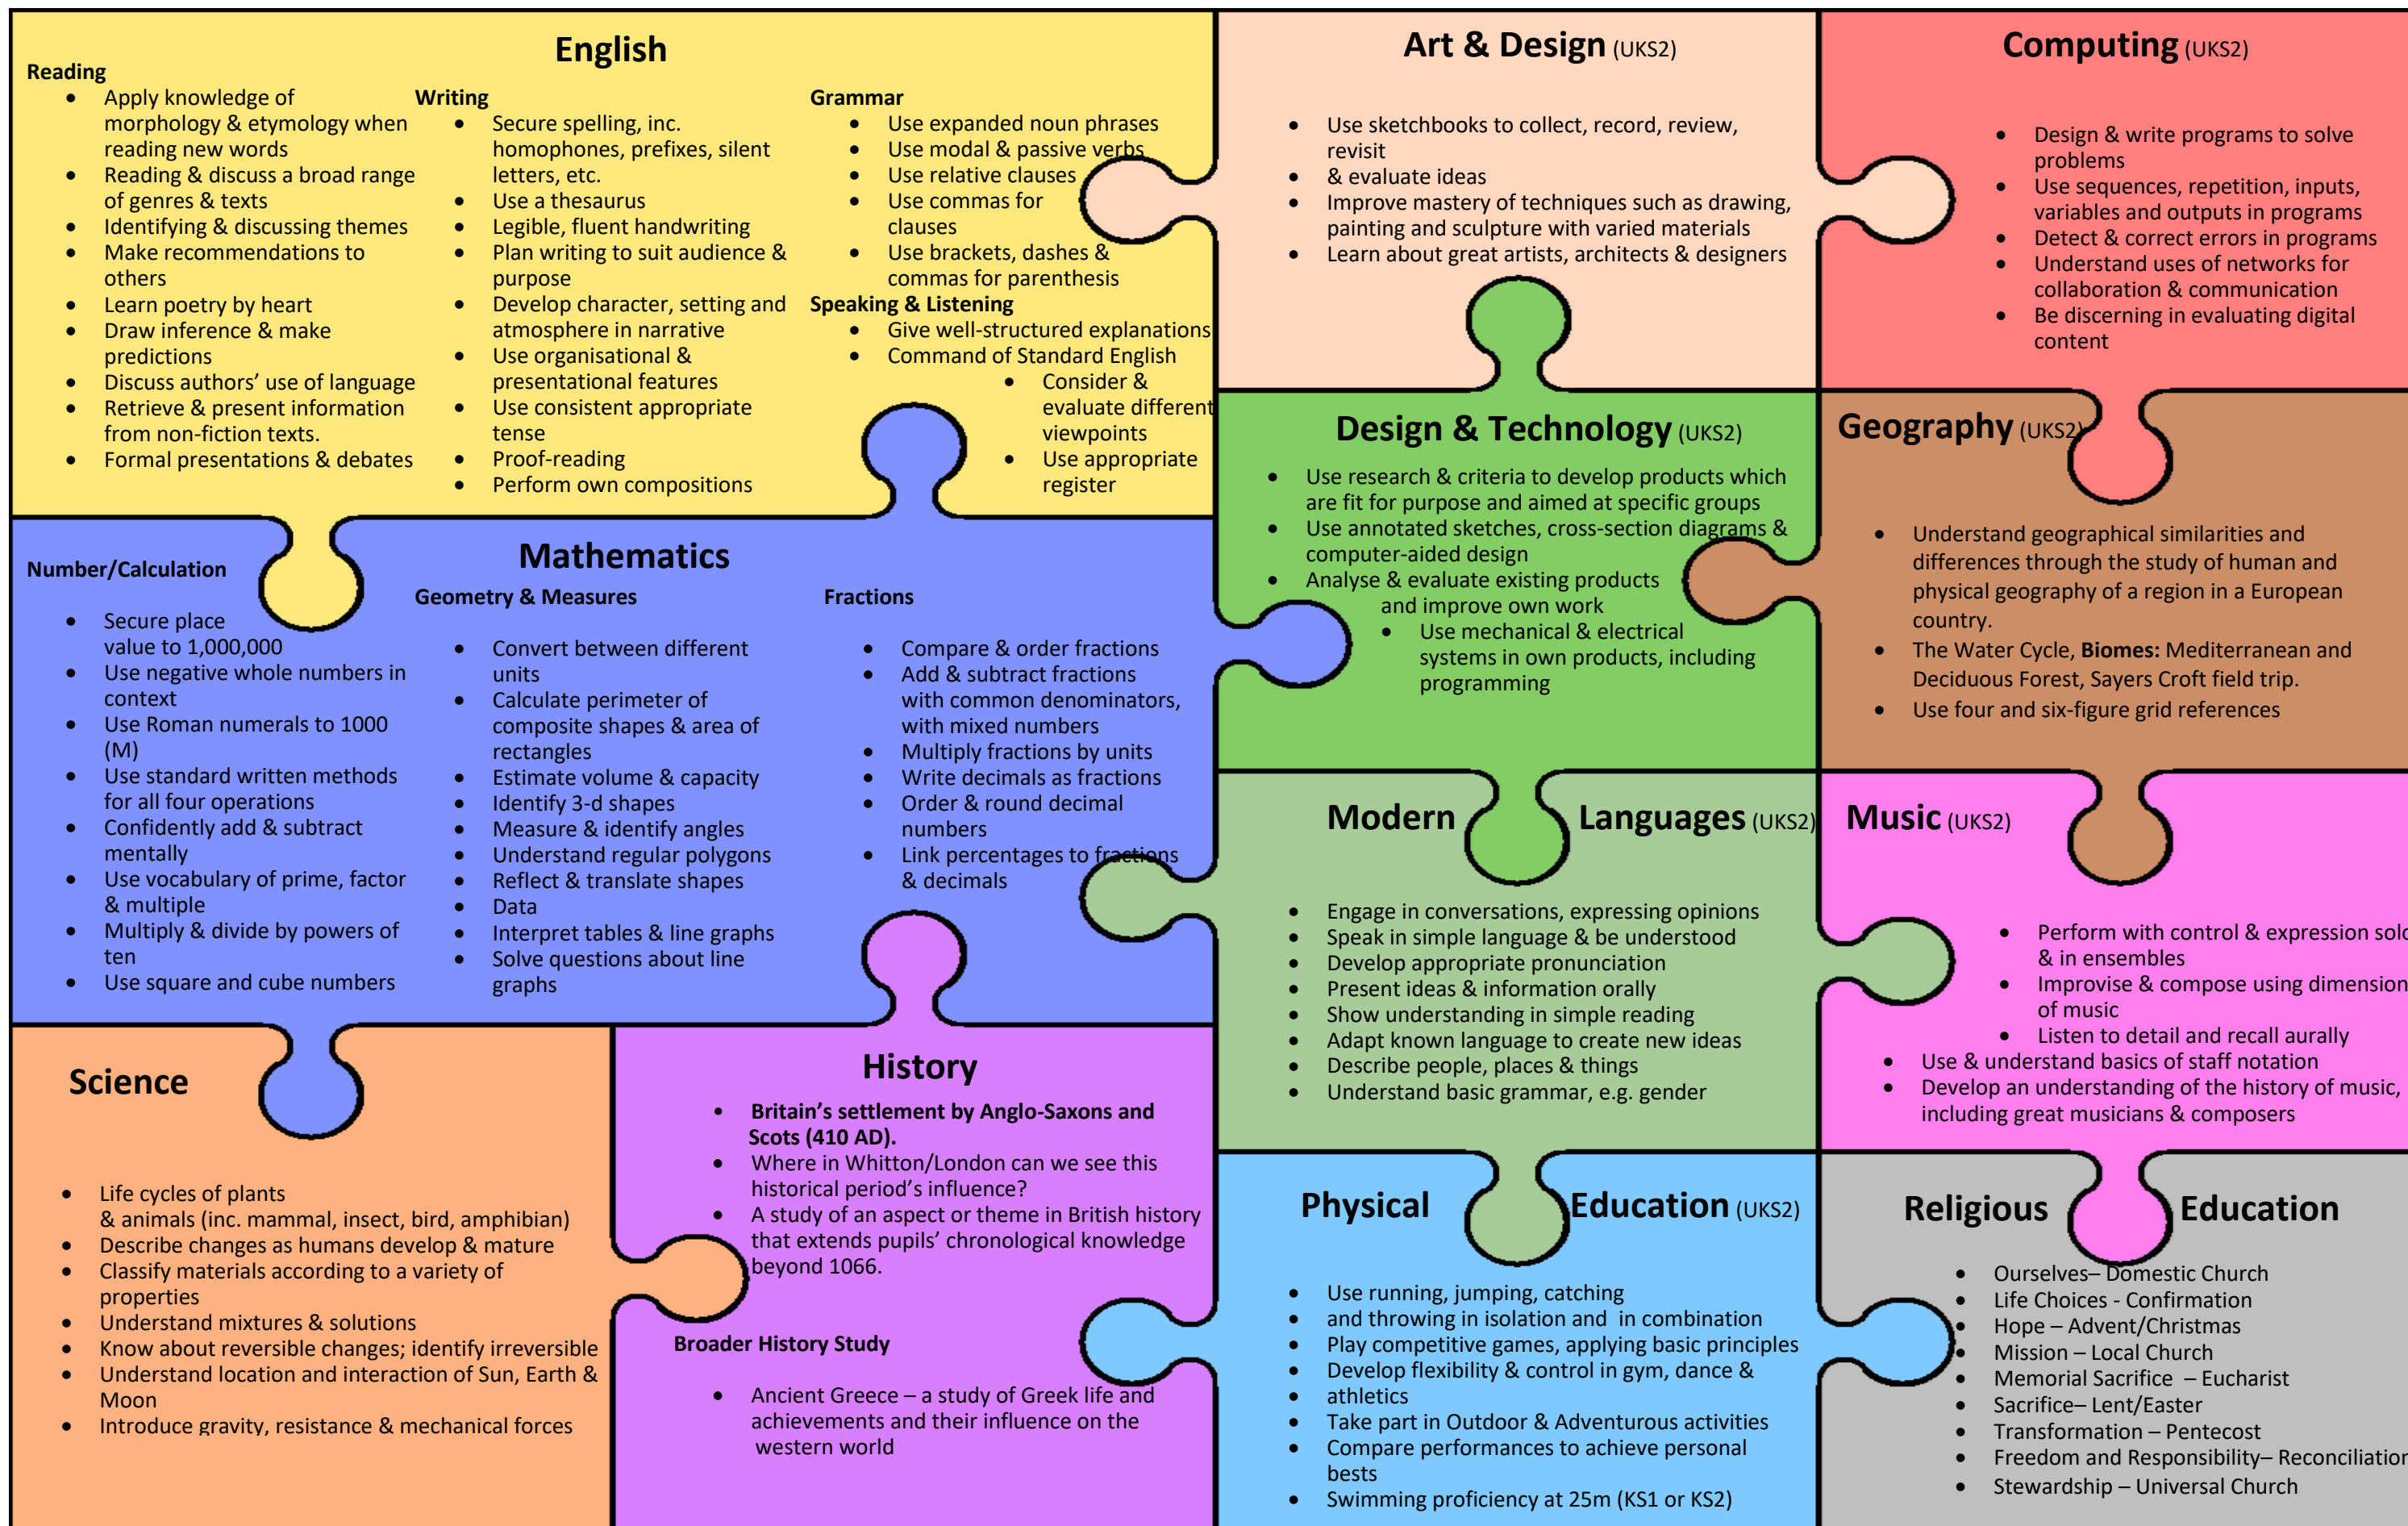 English
Reading
• Apply knowledge of
morphology & etymology when
reading new words
• Reading & discuss a broad range
of genres & texts
• Identifying & discussing themes
• Make recommendations to
others
• Learn poetry by heart
• Draw inference & make
predictions
• Discuss authors’ use of language
• Retrieve & present information
from non-fiction texts.
• Formal presentations & debates
Writing
• Secure spelling, inc.
homophones, prefixes, silent
letters, etc.
• Use a thesaurus
• Legible, fluent handwriting
• Plan writing to suit audience &
purpose
• Develop character, setting and
atmosphere in narrative
• Use organisational &
presentational features
• Use consistent appropriate
tense
• Proof-reading
• Perform own compositions
Grammar
• Use expanded noun phrases
• Use modal & passive verbs
• Use relative clauses
• Use commas for
clauses
• Use brackets, dashes &
commas for parenthesis
Speaking & Listening
• Give well-structured explanations
• Command of Standard English
• Consider &
evaluate different
viewpoints
• Use appropriate
register
Art & Design (UKS2)
• Use sketchbooks to collect, record, review,
revisit
• & evaluate ideas
• Improve mastery of techniques such as drawing,
painting and sculpture with varied materials
• Learn about great artists, architects & designers
Computing (UKS2)
• Design & write programs to solve
problems
• Use sequences, repetition, inputs,
variables and outputs in programs
• Detect & correct errors in programs
• Understand uses of networks for
collaboration & communication
• Be discerning in evaluating digital
content
Design & Technology (UKS2)
• Use research & criteria to develop products which
are fit for purpose and aimed at specific groups
• Use annotated sketches, cross-section diagrams &
computer-aided design
• Analyse & evaluate existing products
and improve own work
• Use mechanical & electrical
systems in own products, including
programming
Geography (UKS2)
• Understand geographical similarities and
differences through the study of human and
physical geography of a region in a European
country.
• The Water Cycle, Biomes: Mediterranean and
Deciduous Forest, Sayers Croft field trip.
• Use four and six-figure grid references
Mathematics
Number/Calculation
• Secure place
value to 1,000,000
• Use negative whole numbers in
context
• Use Roman numerals to 1000
(M)
• Use standard written methods
for all four operations
• Confidently add & subtract
mentally
• Use vocabulary of prime, factor
& multiple
• Multiply & divide by powers of
ten
• Use square and cube numbers
Geometry & Measures
• Convert between different
units
• Calculate perimeter of
composite shapes & area of
rectangles
• Estimate volume & capacity
• Identify 3-d shapes
• Measure & identify angles
• Understand regular polygons
• Reflect & translate shapes
• Data
• Interpret tables & line graphs
• Solve questions about line
graphs
Fractions
• Compare & order fractions
• Add & subtract fractions
with common denominators,
with mixed numbers
• Multiply fractions by units
• Write decimals as fractions
• Order & round decimal
numbers
• Link percentages to fractions
& decimals
Modern Languages (UKS2)
• Engage in conversations, expressing opinions
• Speak in simple language & be understood
• Develop appropriate pronunciation
• Present ideas & information orally
• Show understanding in simple reading
• Adapt known language to create new ideas
• Describe people, places & things
• Understand basic grammar, e.g. gender
Music (UKS2)
• Perform with control & expression solo
& in ensembles
• Improvise & compose using dimension
of music
• Listen to detail and recall aurally
• Use & understand basics of staff notation
• Develop an understanding of the history of music,
including great musicians & composers
Science
• Life cycles of plants
& animals (inc. mammal, insect, bird, amphibian)
• Describe changes as humans develop & mature
• Classify materials according to a variety of
properties
• Understand mixtures & solutions
• Know about reversible changes; identify irreversible
• Understand location and interaction of Sun, Earth &
Moon
• Introduce gravity, resistance & mechanical forces
History
• Britain’s settlement by Anglo-Saxons and
Scots (410 AD).
• Where in Whitton/London can we see this
historical period’s influence?
• A study of an aspect or theme in British history
that extends pupils’ chronological knowledge
beyond 1066.
Broader History Study
• Ancient Greece – a study of Greek life and
achievements and their influence on the
western world
Physical Education (UKS2)
• Use running, jumping, catching
• and throwing in isolation and in combination
• Play competitive games, applying basic principles
• Develop flexibility & control in gym, dance &
• athletics
• Take part in Outdoor & Adventurous activities
• Compare performances to achieve personal
bests
• Swimming proficiency at 25m (KS1 or KS2)
Religious Education
• Ourselves– Domestic Church
• Life Choices - Confirmation
• Hope – Advent/Christmas
• Mission – Local Church
• Memorial Sacrifice – Eucharist
• Sacrifice– Lent/Easter
• Transformation – Pentecost
• Freedom and Responsibility– Reconciliation
• Stewardship – Universal Church